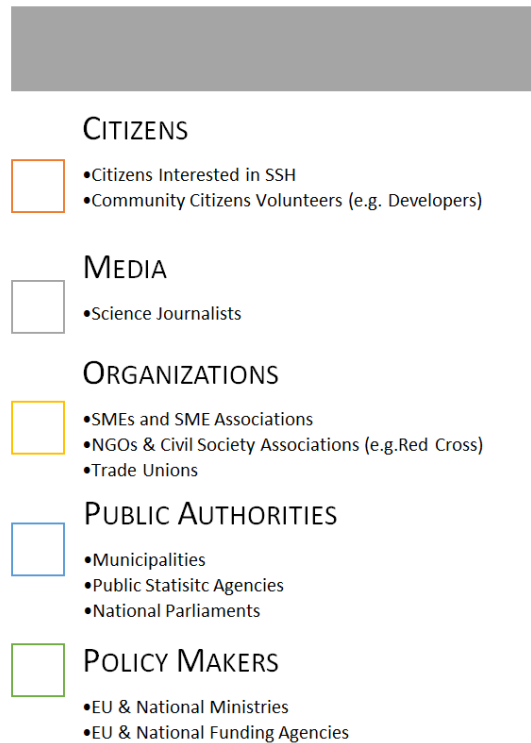 CITIZENS
•Citizens Interested in SSH
•Community Citizens Volunteers (e.g. Developers)
MEDIA
•Science Journalists
ORGANIZATIONS
•SMEs and SME Associations
•NGOs & Civil Society Associations (e.g.Red Cross)
•Trade Unions
PUBLIC AUTHORITIES
•Municipalities
•Public Statisitc Agencies
•National Parliaments
POLICY MAKERS
•EU & National Ministries
•EU & National Funding Agencies